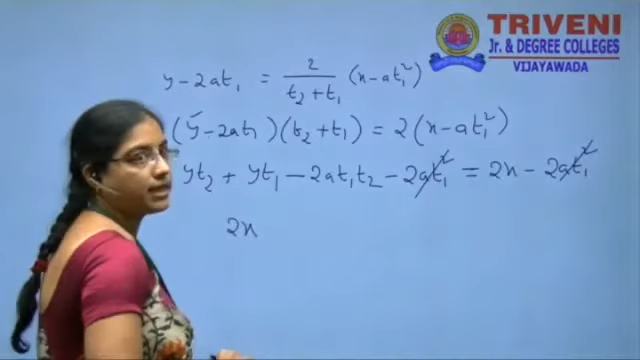 TRIVENI
Jr. & DEGREE COLLEGES
VIJAYAWADA
y - 2at₁ = 2/(t₂ + t₁) (x - at₁²)
(y - 2at₁)(t₂ + t₁) = 2(x - at₁²)
yt₂ + yt₁ - 2at₁t₂ - 2at₁² = 2x - 2at₁²
2x